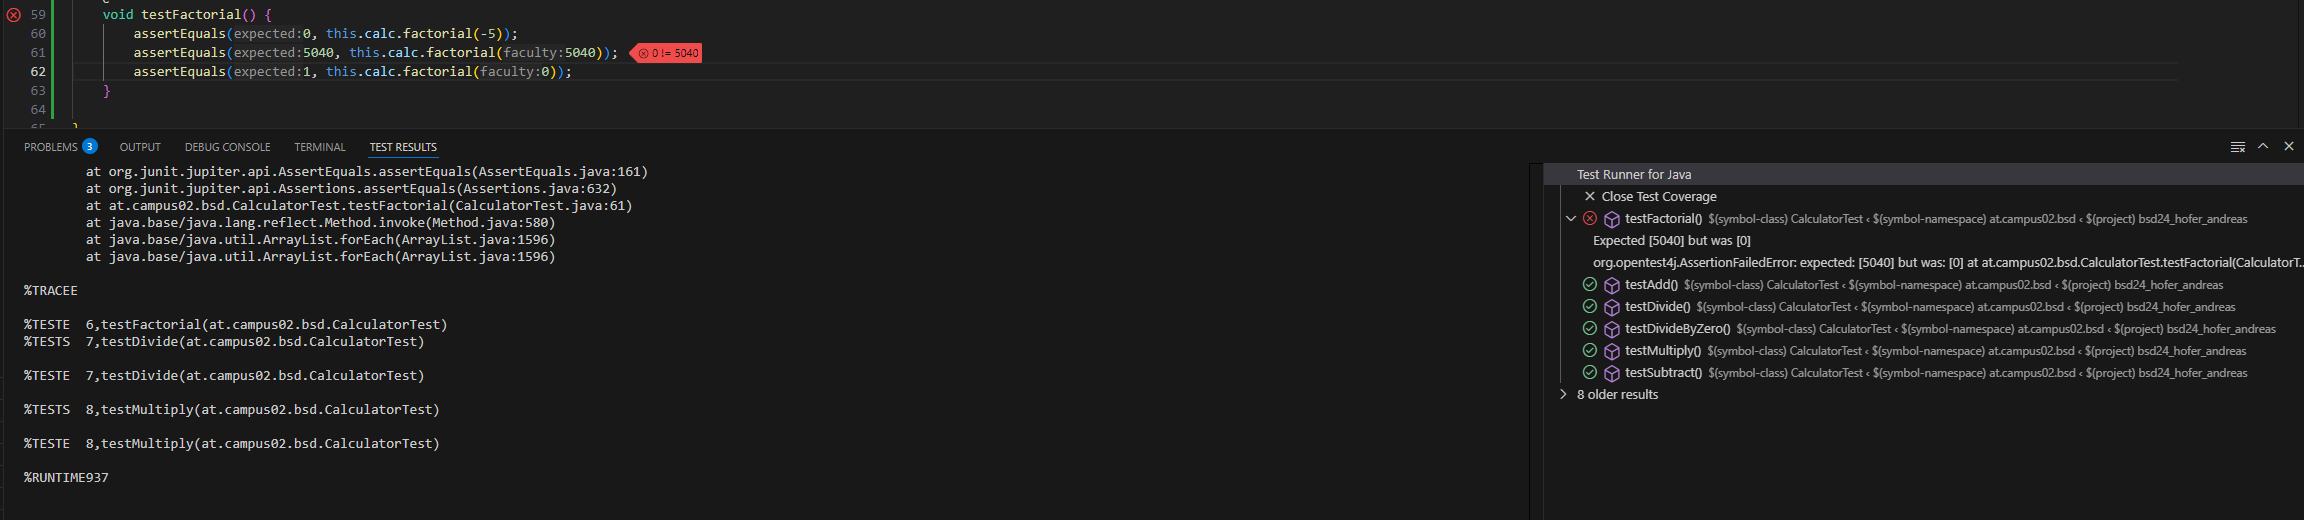 59 void testFactorial() {
60 assertEquals(expected:0, this.calc.factorial(-5));
61 assertEquals(expected:5040, this.calc.factorial(faculty:5040)); 0 != 5040
62 assertEquals(expected:1, this.calc.factorial(faculty:0));
63 }
64
65 }
PROBLEMS 3 OUTPUT DEBUG CONSOLE TERMINAL TEST RESULTS
at org.junit.jupiter.api.AssertEquals.assertEquals(AssertEquals.java:161)
at org.junit.jupiter.api.Assertions.assertEquals(Assertions.java:632)
at at.campus02.bsd.CalculatorTest.testFactorial(CalculatorTest.java:61)
at java.base/java.lang.reflect.Method.invoke(Method.java:580)
at java.base/java.util.ArrayList.forEach(ArrayList.java:1596)
at java.base/java.util.ArrayList.forEach(ArrayList.java:1596)
%TRACEE
%TESTE 6,testFactorial(at.campus02.bsd.CalculatorTest)
%TESTS 7,testDivide(at.campus02.bsd.CalculatorTest)
%TESTE 7,testDivide(at.campus02.bsd.CalculatorTest)
%TESTS 8,testMultiply(at.campus02.bsd.CalculatorTest)
%TESTE 8,testMultiply(at.campus02.bsd.CalculatorTest)
%RUNTIME937
Test Runner for Java
Close Test Coverage
testFactorial() $(symbol-class) CalculatorTest ‹ $(symbol-namespace) at.campus02.bsd ‹ $(project) bsd24_hofer_andreas
Expected [5040] but was [0]
org.opentest4j.AssertionFailedError: expected: [5040] but was: [0] at at.campus02.bsd.CalculatorTest.testFactorial(CalculatorT...
testAdd() $(symbol-class) CalculatorTest ‹ $(symbol-namespace) at.campus02.bsd ‹ $(project) bsd24_hofer_andreas
testDivide() $(symbol-class) CalculatorTest ‹ $(symbol-namespace) at.campus02.bsd ‹ $(project) bsd24_hofer_andreas
testDivideByZero() $(symbol-class) CalculatorTest ‹ $(symbol-namespace) at.campus02.bsd ‹ $(project) bsd24_hofer_andreas
testMultiply() $(symbol-class) CalculatorTest ‹ $(symbol-namespace) at.campus02.bsd ‹ $(project) bsd24_hofer_andreas
testSubtract() $(symbol-class) CalculatorTest ‹ $(symbol-namespace) at.campus02.bsd ‹ $(project) bsd24_hofer_andreas
8 older results